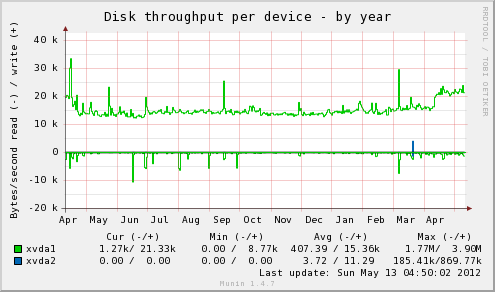 Disk throughput per device - by year
RRDTOOL / TOBI OETIKER
Bytes/second read (-) / write (+)
40 k
30 k
20 k
10 k
0
-10 k
-20 k
Apr May Jun Jul Aug Sep Oct Nov Dec Jan Feb Mar Apr
Cur (-/+) Min (-/+) Avg (-/+) Max (-/+)
xvda1 1.27k/ 21.33k 0.00 / 8.77k 407.39 / 15.36k 1.77M/ 3.90M
xvda2 0.00 / 0.00 0.00 / 0.00 3.72 / 11.29 185.41k/869.77k
Last update: Sun May 13 04:50:02 2012
Munin 1.4.7